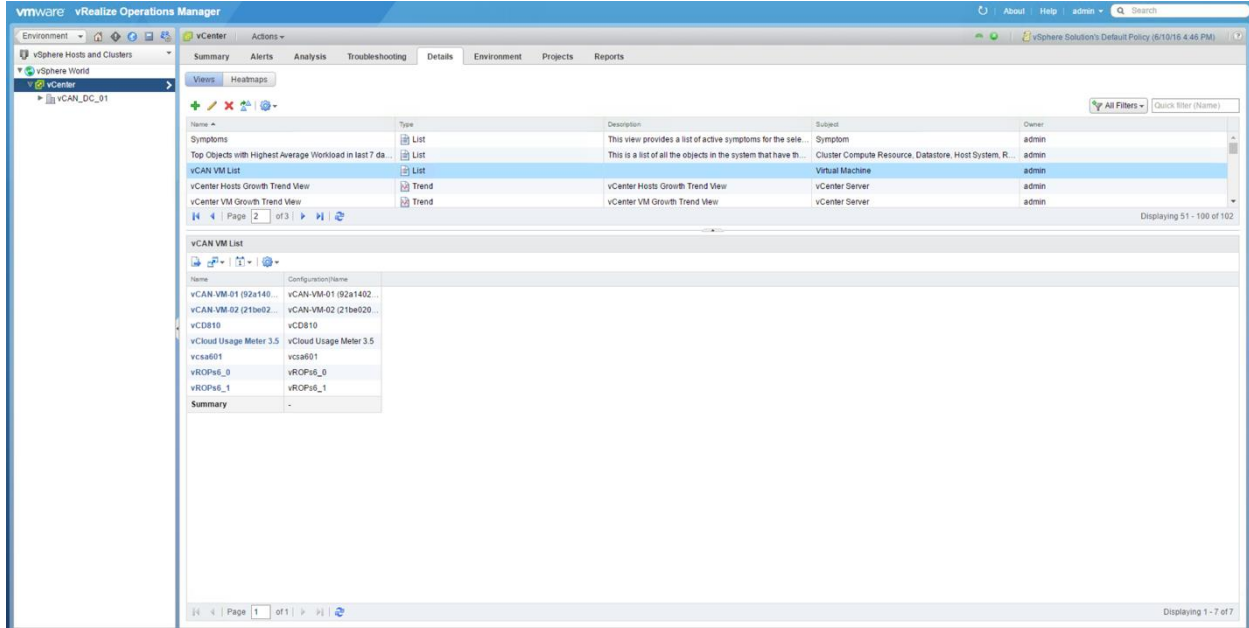 vmware vRealize Operations Manager About Help admin Search
Environment vCenter Actions vSphere Solution's Default Policy (6/10/16 4:46 PM)
vSphere Hosts and Clusters Summary Alerts Analysis Troubleshooting Details Environment Projects Reports
vSphere World
vCenter Views Heatmaps
vCAN_DC_01
All Filters Quick filter (Name)
Name Type Description Subject Owner
Symptoms List This view provides a list of active symptoms for the sele... Symptom admin
Top Objects with Highest Average Workload in last 7 da... List This is a list of all the objects in the system that have th... Cluster Compute Resource, Datastore, Host System, R... admin
vCAN VM List List Virtual Machine admin
vCenter Hosts Growth Trend View Trend vCenter Hosts Growth Trend View vCenter Server admin
vCenter VM Growth Trend View Trend vCenter VM Growth Trend View vCenter Server admin
Page 2 of 3 Displaying 51 - 100 of 102
vCAN VM List
Name Configuration|Name
vCAN-VM-01 (92a140... vCAN-VM-01 (92a1402...
vCAN-VM-02 (21be02... vCAN-VM-02 (21be020...
vCD810 vCD810
vCloud Usage Meter 3.5 vCloud Usage Meter 3.5
vcsa601 vcsa601
vROPs6_0 vROPs6_0
vROPs6_1 vROPs6_1
Summary -
Page 1 of 1 Displaying 1 - 7 of 7